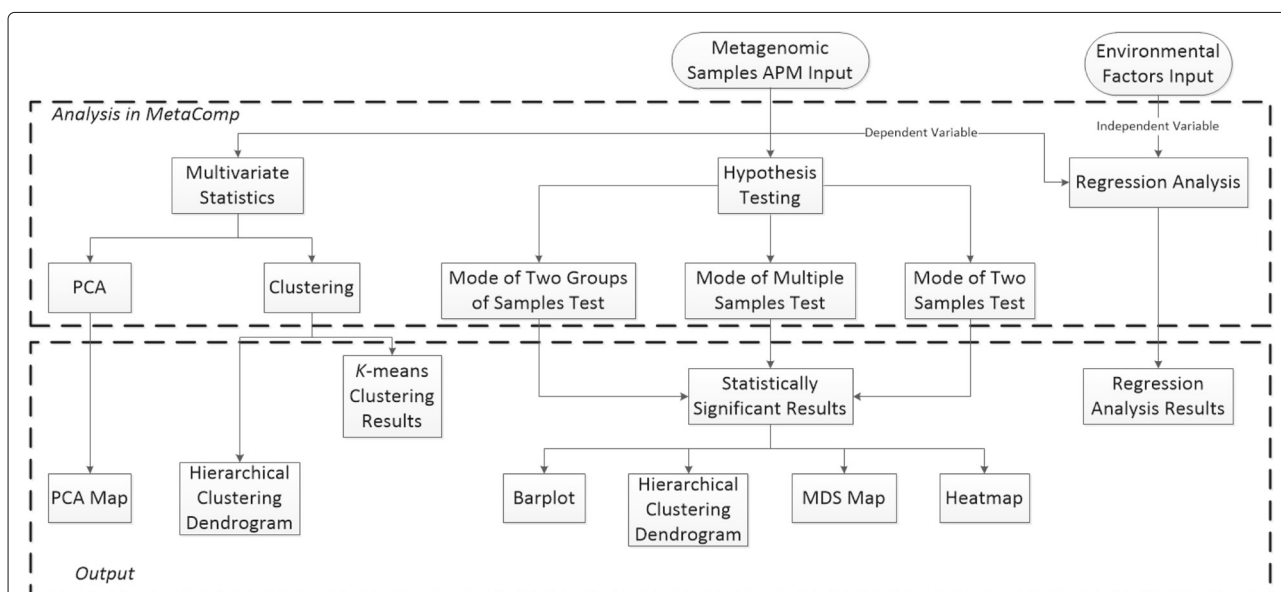 Metagenomic
Samples APM Input
Environmental
Factors Input
Analysis in MetaComp
Dependent Variable
Independent Variable
Multivariate
Statistics
Hypothesis
Testing
Regression Analysis
PCA
Clustering
Mode of Two Groups
of Samples Test
Mode of Multiple
Samples Test
Mode of Two
Samples Test
K-means
Clustering
Results
Statistically
Significant Results
Regression
Analysis Results
PCA Map
Hierarchical
Clustering
Dendrogram
Barplot
Hierarchical
Clustering
Dendrogram
MDS Map
Heatmap
Output